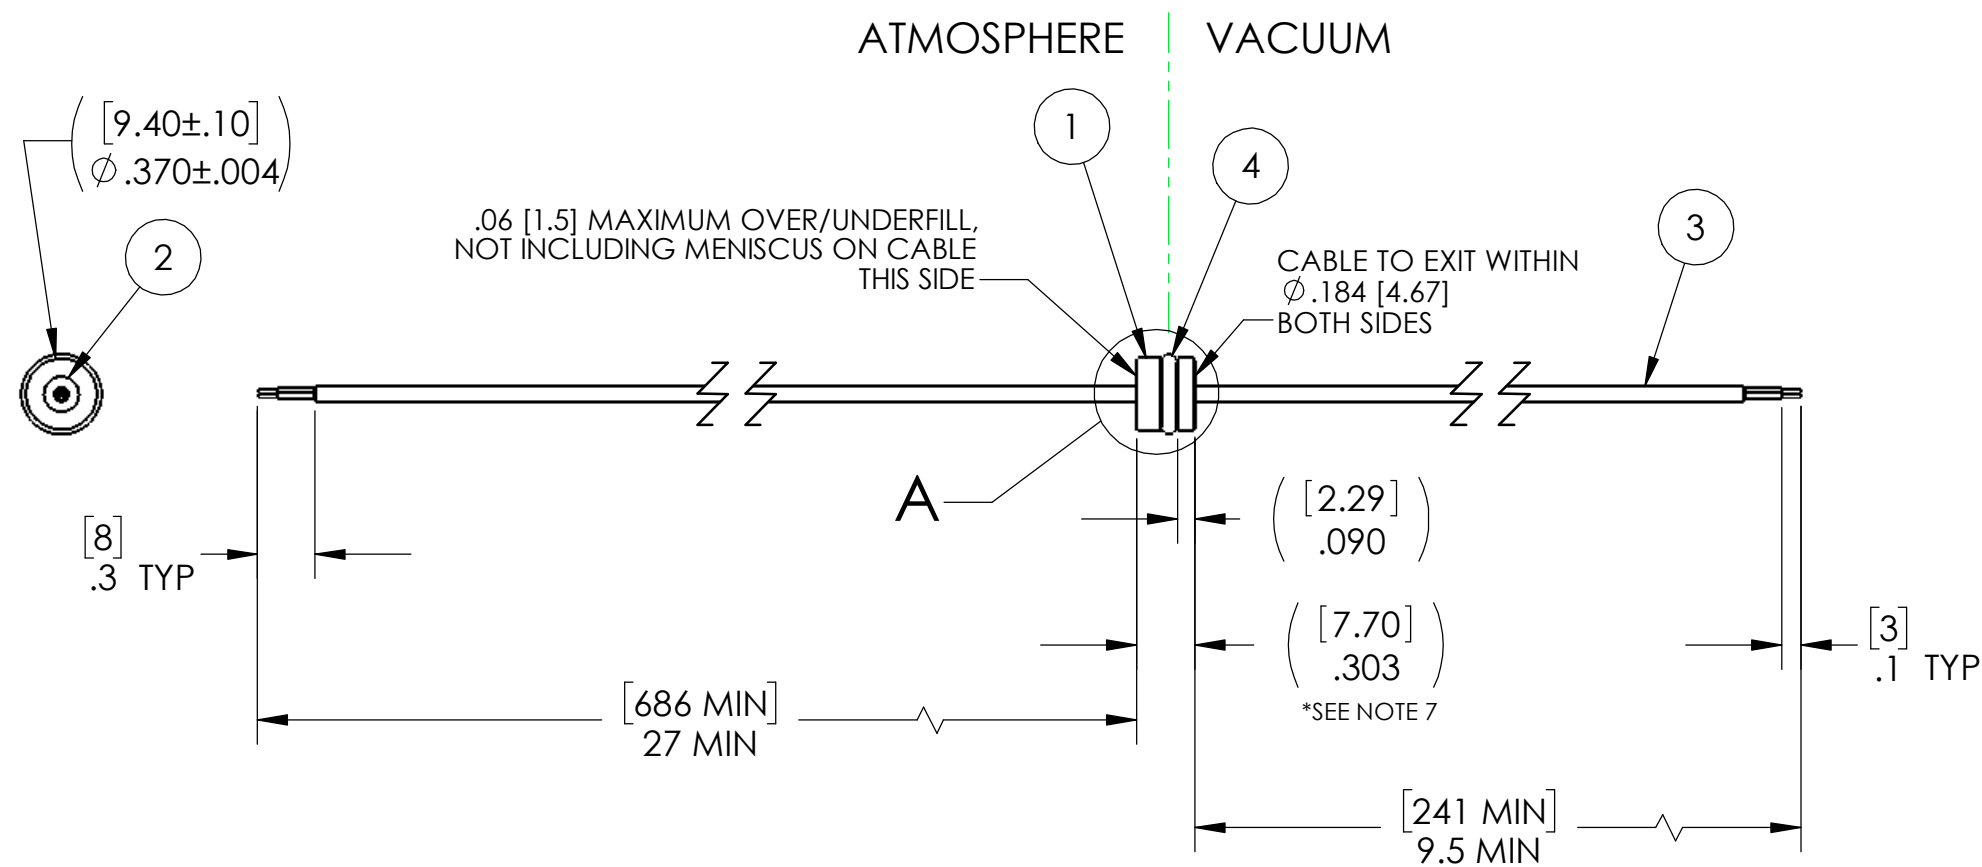 ATMOSPHERE VACUUM
[9.40±.10]
⌀ .370±.004
1
4
2
3
.06 [1.5] MAXIMUM OVER/UNDERFILL,
NOT INCLUDING MENISCUS ON CABLE
THIS SIDE
CABLE TO EXIT WITHIN
⌀ .184 [4.67]
BOTH SIDES
A
[2.29]
.090
[8]
.3 TYP
[7.70]
.303
*SEE NOTE 7
[3]
.1 TYP
[686 MIN]
27 MIN
[241 MIN]
9.5 MIN